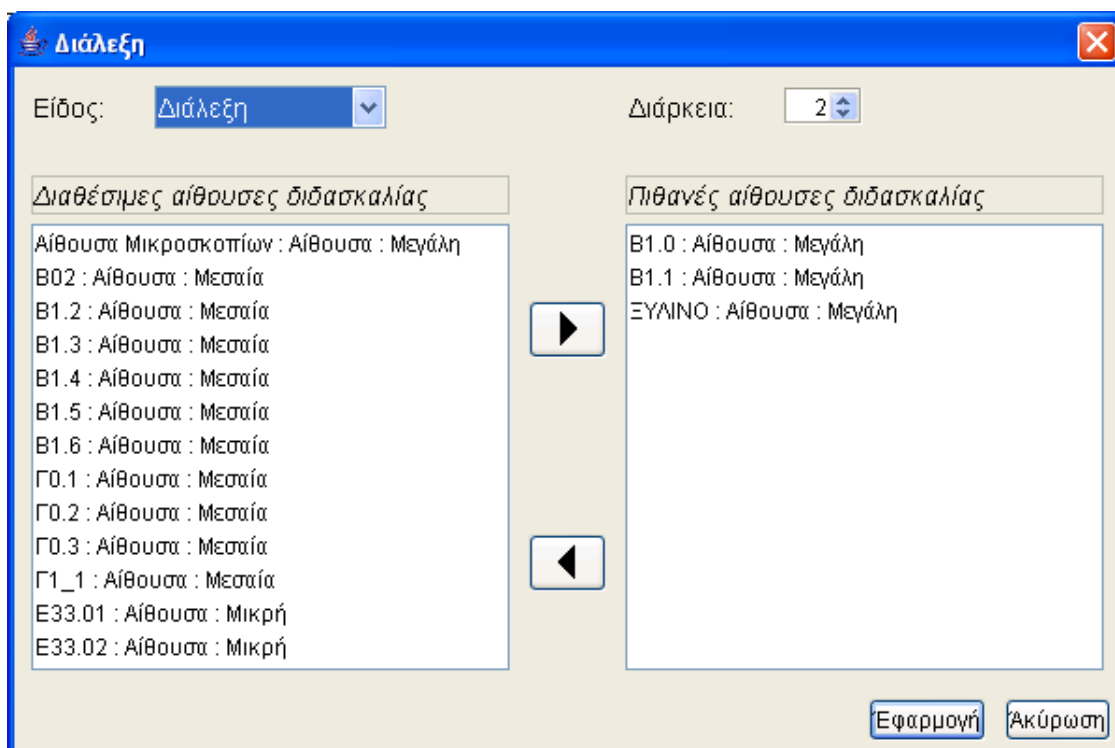 Διάλεξη
Είδος: Διάλεξη Διάρκεια: 2
Διαθέσιμες αίθουσες διδασκαλίας
Αίθουσα Μικροσκοπίων : Αίθουσα : Μεγάλη
B02 : Αίθουσα : Μεσαία
B1.2 : Αίθουσα : Μεσαία
B1.3 : Αίθουσα : Μεσαία
B1.4 : Αίθουσα : Μεσαία
B1.5 : Αίθουσα : Μεσαία
B1.6 : Αίθουσα : Μεσαία
Γ0.1 : Αίθουσα : Μεσαία
Γ0.2 : Αίθουσα : Μεσαία
Γ0.3 : Αίθουσα : Μεσαία
Γ1_1 : Αίθουσα : Μεσαία
E33.01 : Αίθουσα : Μικρή
E33.02 : Αίθουσα : Μικρή
Πιθανές αίθουσες διδασκαλίας
B1.0 : Αίθουσα : Μεγάλη
B1.1 : Αίθουσα : Μεγάλη
ΞΥΛΙΝΟ : Αίθουσα : Μεγάλη
Έφαρμογή Άκύρωση